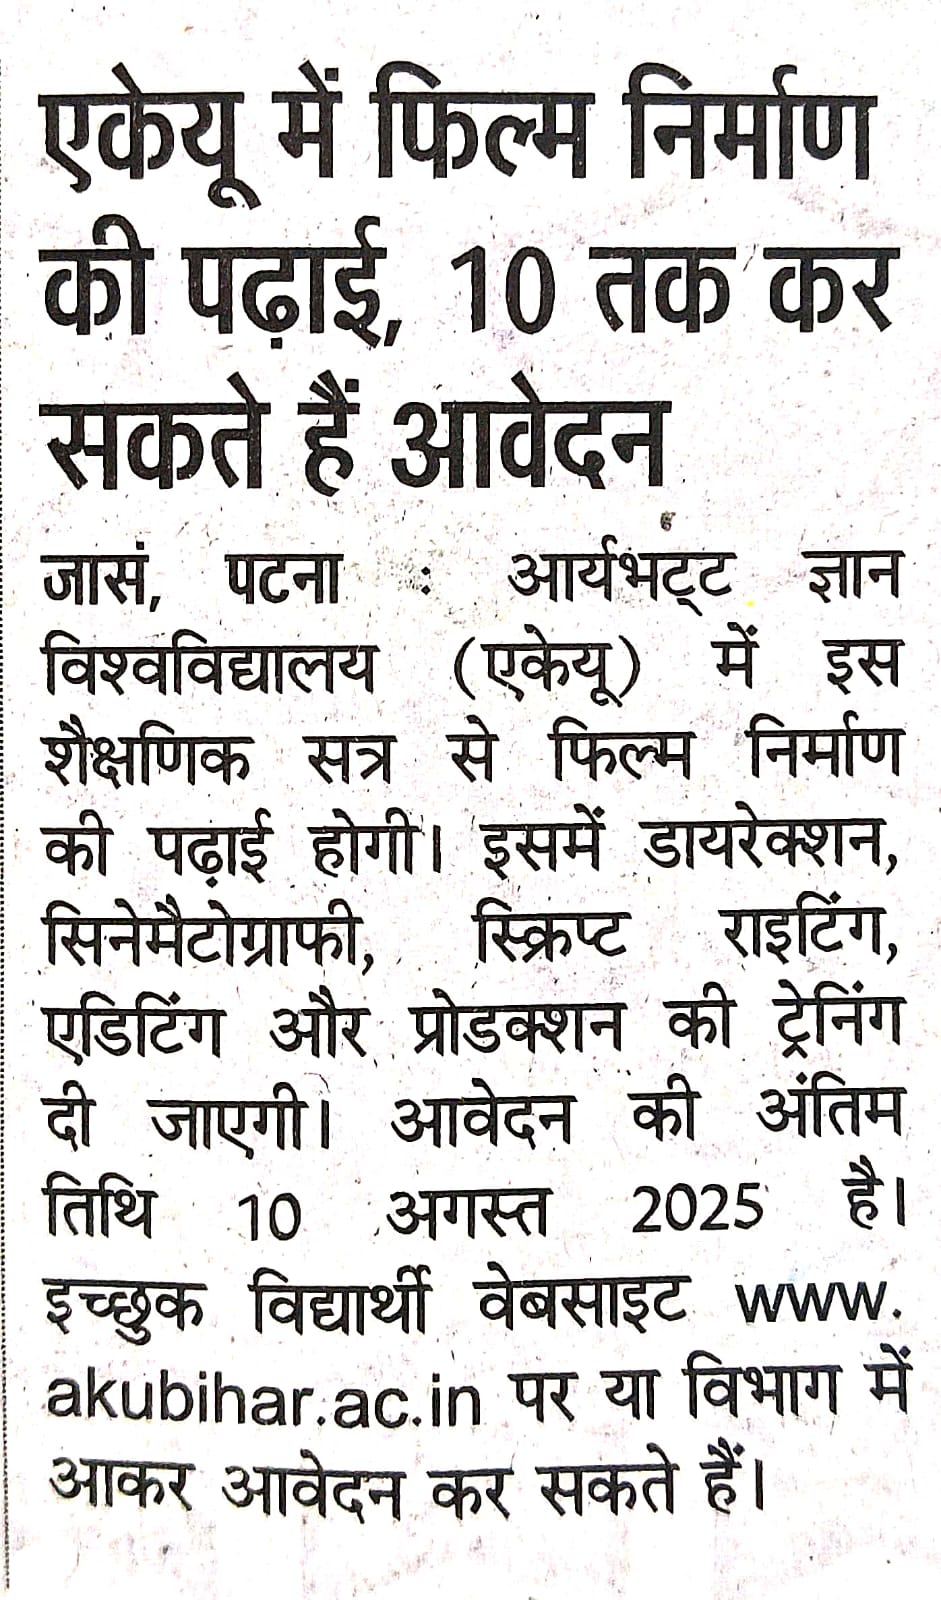 एकेयू में फिल्म निर्माण
की पढ़ाई, 10 तक कर
सकते हैं आवेदन
जासं, पटना : आर्यभट्ट ज्ञान
विश्वविद्यालय (एकेयू) में इस
शैक्षणिक सत्र से फिल्म निर्माण
की पढ़ाई होगी। इसमें डायरेक्शन,
सिनेमैटोग्राफी, स्क्रिप्ट राइटिंग,
एडिटिंग और प्रोडक्शन की ट्रेनिंग
दी जाएगी। आवेदन की अंतिम
तिथि 10 अगस्त 2025 है।
इच्छुक विद्यार्थी वेबसाइट www.
akubihar.ac.in पर या विभाग में
आकर आवेदन कर सकते हैं।